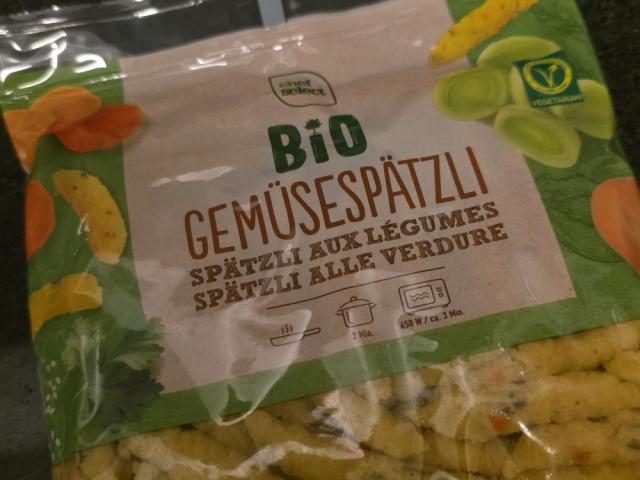 chef
select
BIO
GEMÜSESPÄTZLI
SPÄTZLI AUX LÉGUMES
SPÄTZLI ALLE VERDURE
2 Min.
650 W / ca. 3 Min.
VEGETARIAN